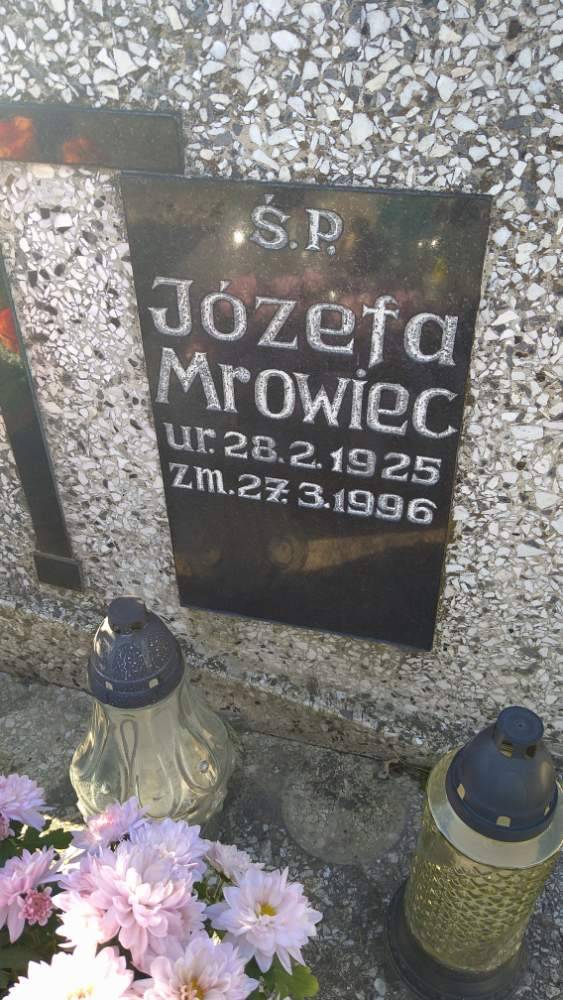 Ś.P.
Józefa
Mrowiec
ur. 28.2.1925
zm. 27.3.1996